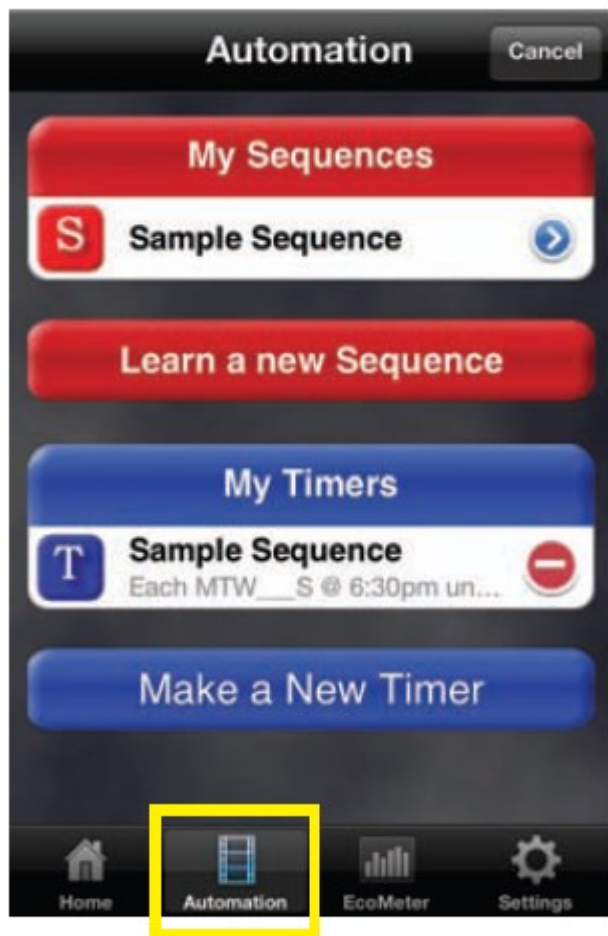 Automation
Cancel
My Sequences
S
Sample Sequence
Learn a new Sequence
My Timers
T
Sample Sequence
Each MTW___S @ 6:30pm un...
Make a New Timer
Home
Automation
EcoMeter
Settings